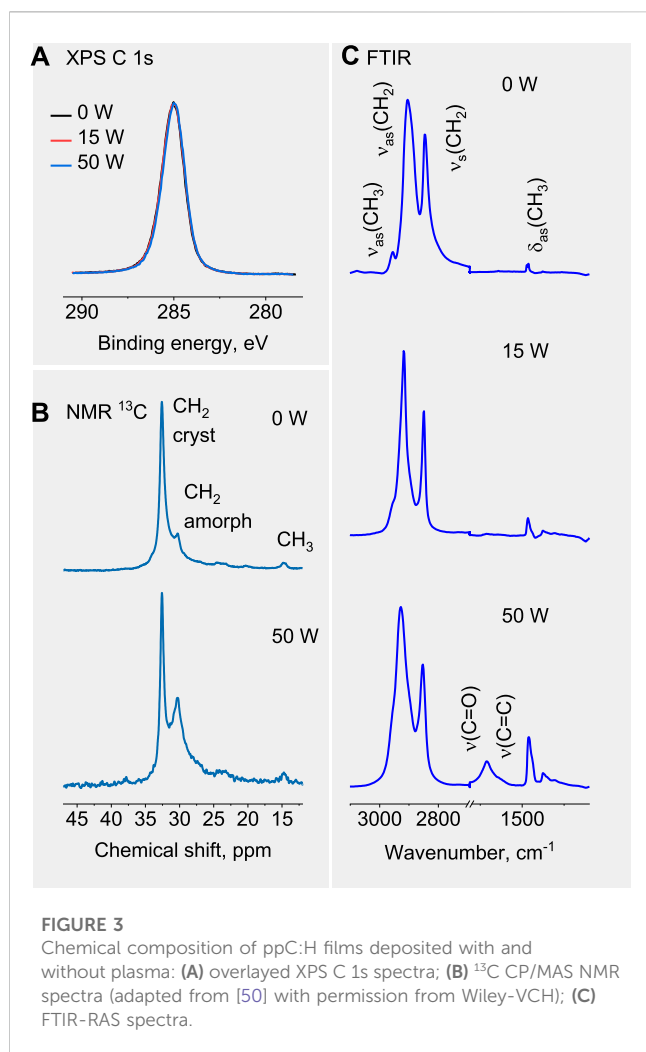 A XPS C 1s
0 W
15 W
50 W
290 285 280
Binding energy, eV
B NMR ¹³C
0 W
CH₂
cryst
CH₂
amorph
CH₃
50 W
45 40 35 30 25 20 15
Chemical shift, ppm
C FTIR
0 W
νas(CH₃)
νas(CH₂)
νs(CH₂)
δas(CH₃)
15 W
50 W
ν(C=O)
ν(C=C)
3000 2800 // 1500
Wavenumber, cm⁻¹
FIGURE 3
Chemical composition of ppC:H films deposited with and
without plasma: (A) overlayed XPS C 1s spectra; (B) ¹³C CP/MAS NMR
spectra (adapted from [50] with permission from Wiley-VCH); (C)
FTIR-RAS spectra.